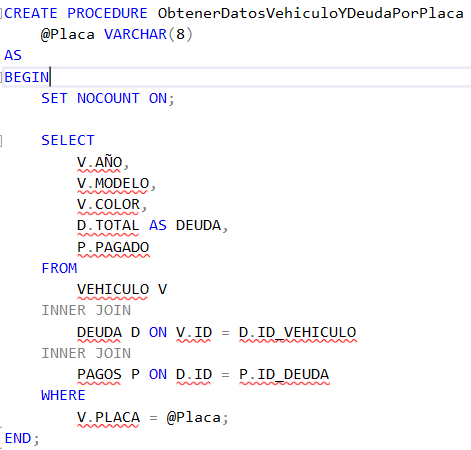 CREATE PROCEDURE ObtenerDatosVehiculoYDeudaPorPlaca
    @Placa VARCHAR(8)
AS
BEGIN
    SET NOCOUNT ON;

    SELECT
        V.AÑO,
        V.MODELO,
        V.COLOR,
        D.TOTAL AS DEUDA,
        P.PAGADO
    FROM
        VEHICULO V
    INNER JOIN
        DEUDA D ON V.ID = D.ID_VEHICULO
    INNER JOIN
        PAGOS P ON D.ID = P.ID_DEUDA
    WHERE
        V.PLACA = @Placa;
END;